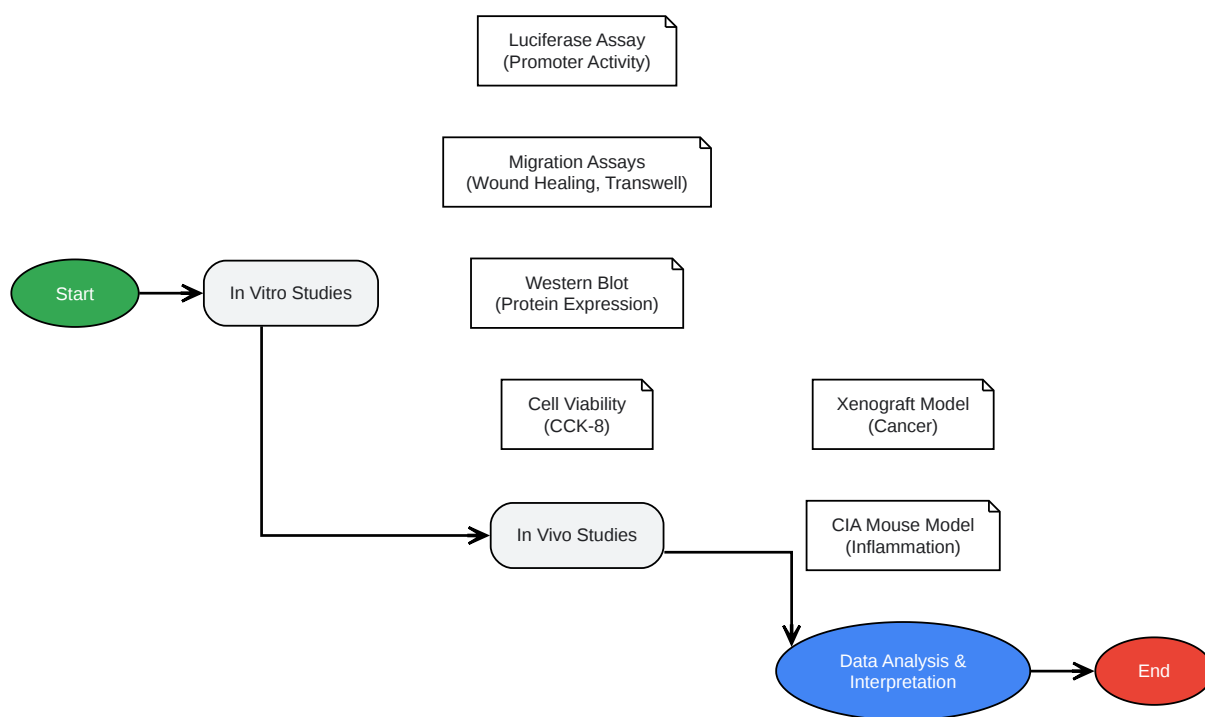 Luciferase Assay
(Promoter Activity)
Migration Assays
(Wound Healing, Transwell)
Start
In Vitro Studies
Western Blot
(Protein Expression)
Cell Viability
(CCK-8)
Xenograft Model
(Cancer)
In Vivo Studies
CIA Mouse Model
(Inflammation)
Data Analysis &
Interpretation
End